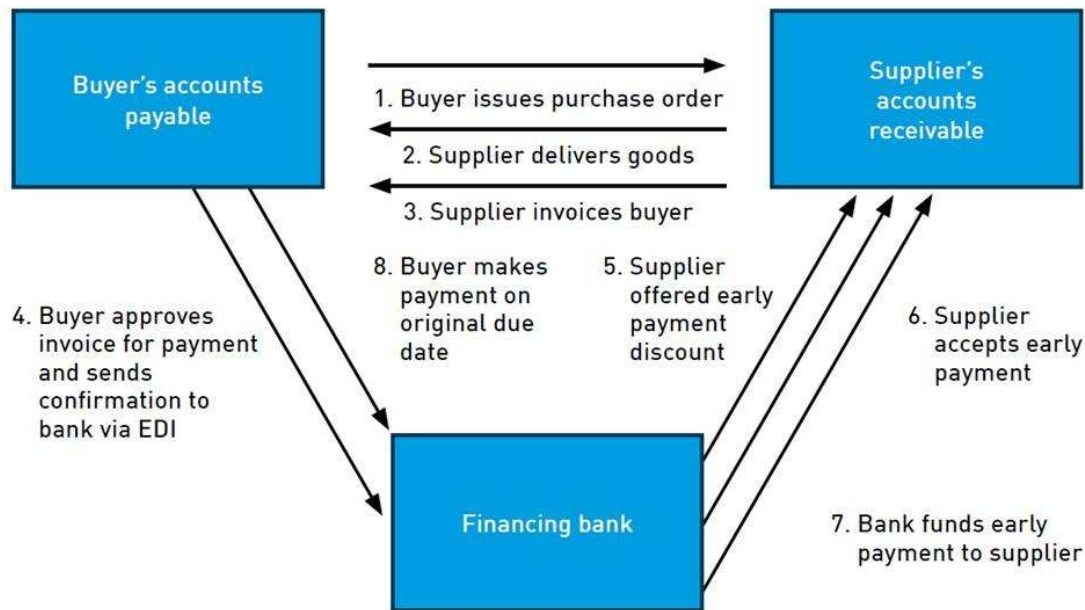 Buyer's accounts
payable
Supplier's
accounts
receivable
1. Buyer issues purchase order
2. Supplier delivers goods
3. Supplier invoices buyer
4. Buyer approves
invoice for payment
and sends
confirmation to
bank via EDI
8. Buyer makes
payment on
original due
date
5. Supplier
offered early
payment
discount
6. Supplier
accepts early
payment
Financing bank
7. Bank funds early
payment to supplier